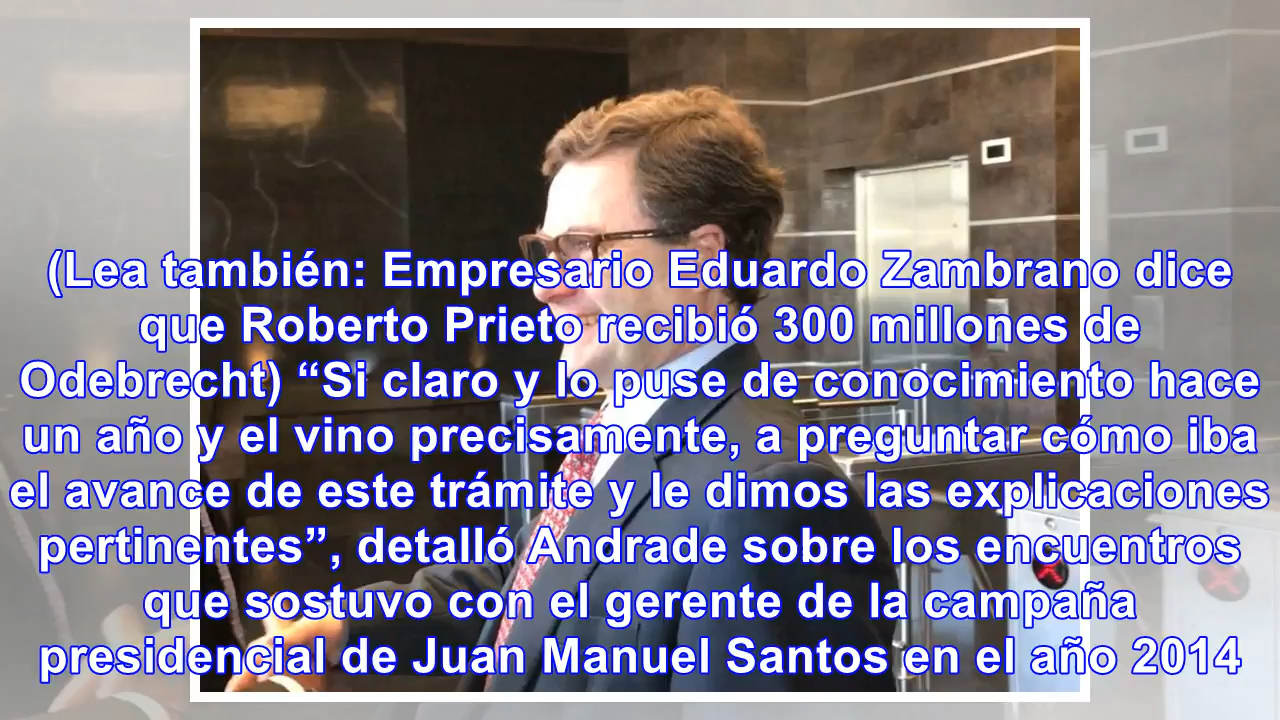 (Lea también: Empresario Eduardo Zambrano dice
que Roberto Prieto recibió 300 millones de
Odebrecht) “Si claro y lo puse de conocimiento hace
un año y el vino precisamente, a preguntar cómo iba
el avance de este trámite y le dimos las explicaciones
pertinentes”, detalló Andrade sobre los encuentros
que sostuvo con el gerente de la campaña
presidencial de Juan Manuel Santos en el año 2014